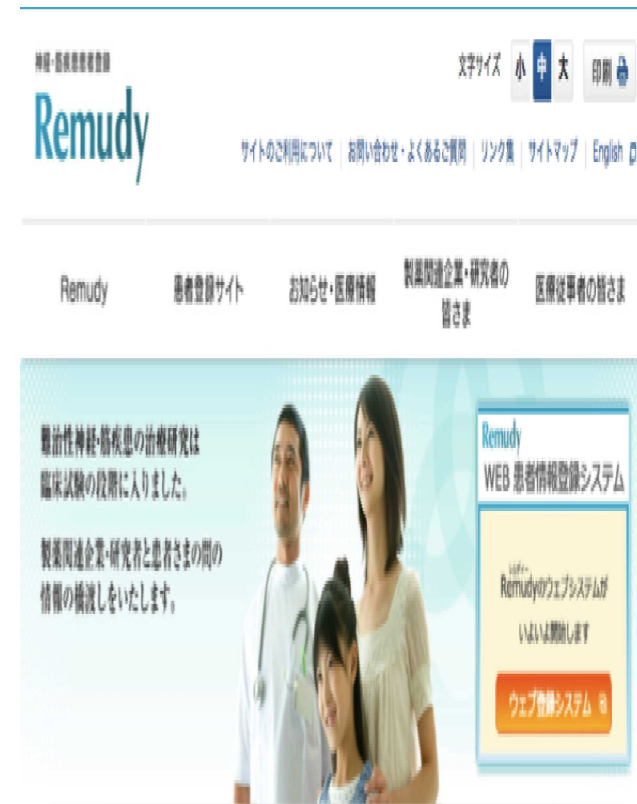 神経・筋疾患患者登録
Remudy
文字サイズ 小 中 大 印刷
サイトのご利用について | お問い合わせ・よくあるご質問 | リンク集 | サイトマップ | English
Remudy
患者登録サイト
お知らせ・医療情報
製薬関連企業・研究者の
皆さま
医療従事者の皆さま
難治性神経・筋疾患の治療研究は
臨床試験の段階に入りました。
製薬関連企業・研究者と患者さまの間の
情報の橋渡しをいたします。
Remudy
WEB 患者情報登録システム
レムディー
Remudyのウェブシステムが
いよいよ開始します
ウェブ登録システム